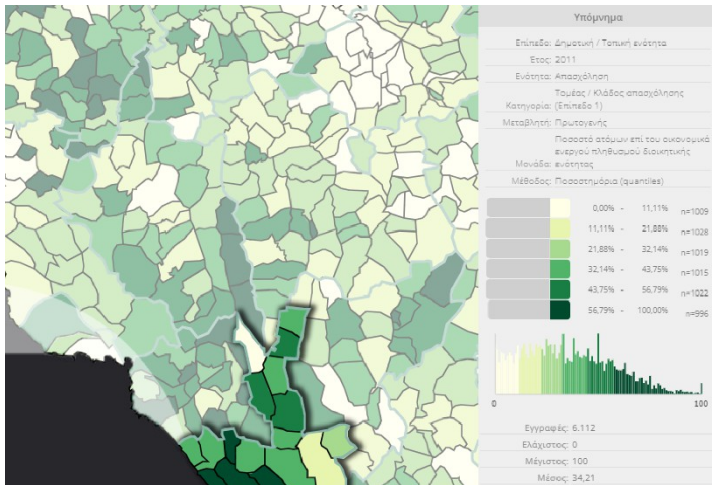 Υπόμνημα
Επίπεδο: Δημοτική / Τοπική ενότητα
Έτος: 2011
Ενότητα: Απασχόληση
Τομέας / Κλάδος απασχόλησης
Κατηγορία: (Επίπεδο 1)
Μεταβλητή: Πρωτογενής
Ποσοστό ατόμων επί του οικονομικά
ενεργού πληθυσμού διοικητικής
Μονάδα: ενότητας
Μέθοδος: Ποσοστημόρια (quantiles)
0,00% - 11,11% n=1009
11,11% - 21,88% n=1028
21,88% - 32,14% n=1019
32,14% - 43,75% n=1015
43,75% - 56,79% n=1022
56,79% - 100,00% n=996
0 100
Εγγραφές: 6.112
Ελάχιστος: 0
Μέγιστος: 100
Μέσος: 34,21